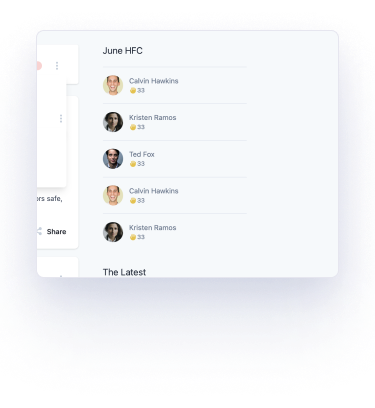 June HFC
Calvin Hawkins
33
Kristen Ramos
33
Ted Fox
33
Calvin Hawkins
33
Kristen Ramos
33
ors safe,
Share
The Latest